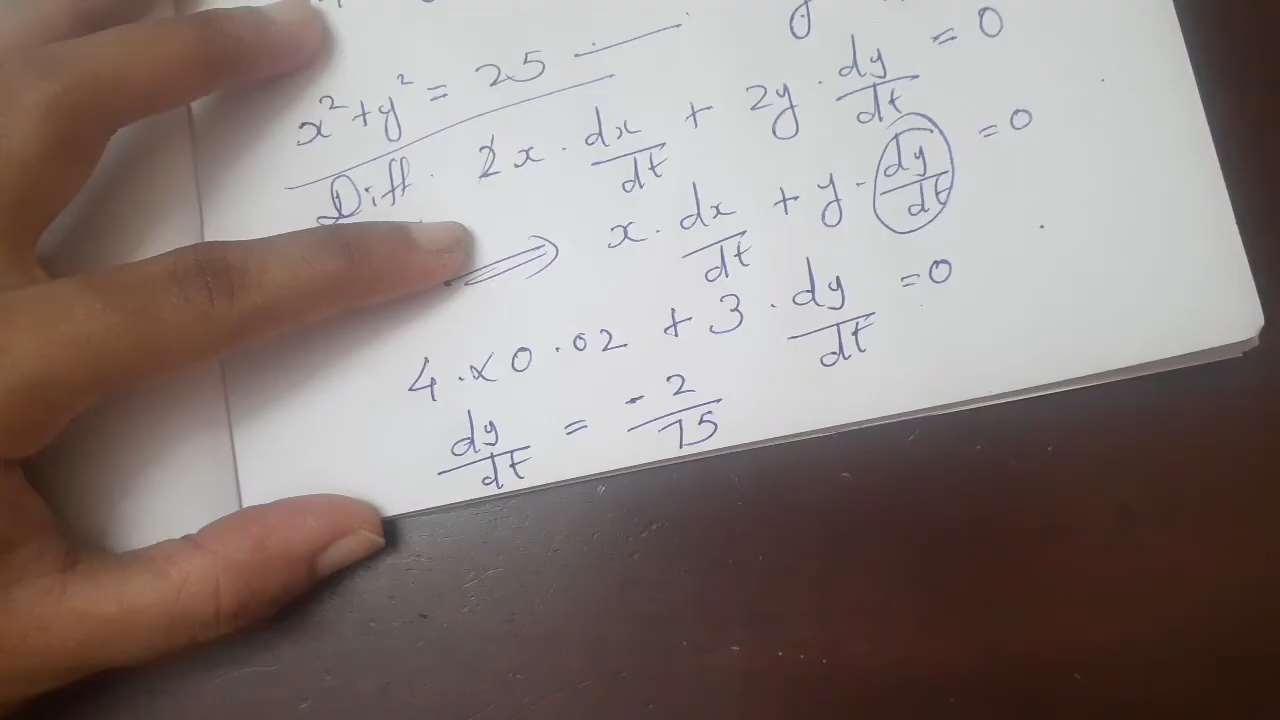 x² + y² = 25
Diff. 2x · dx/dt + 2y · dy/dt = 0
⟹ x · dx/dt + y · dy/dt = 0
4 · × 0.02 + 3 · dy/dt = 0
dy/dt = -2/75